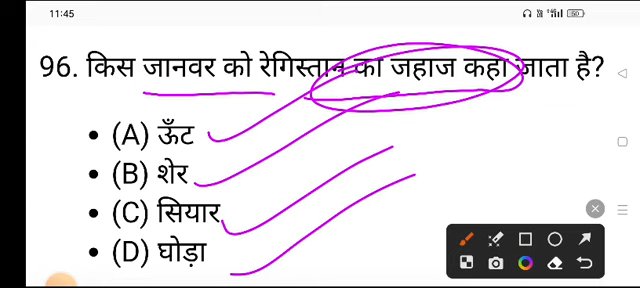 11:45
96. किस जानवर को रेगिस्तान का जहाज कहा जाता है?
• (A) ऊँट
• (B) शेर
• (C) सियार
• (D) घोड़ा